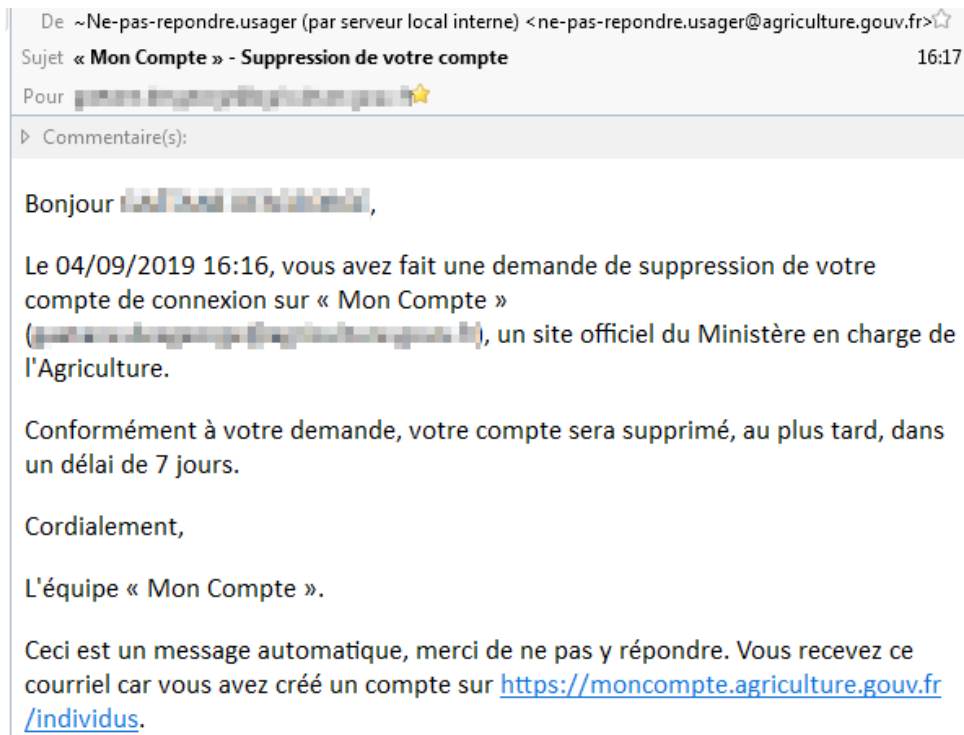 De ~Ne-pas-repondre.usager (par serveur local interne) <ne-pas-repondre.usager@agriculture.gouv.fr>
Sujet « Mon Compte » - Suppression de votre compte 16:17
Pour
Commentaire(s):
Bonjour ,
Le 04/09/2019 16:16, vous avez fait une demande de suppression de votre
compte de connexion sur « Mon Compte »
( ), un site officiel du Ministère en charge de
l'Agriculture.
Conformément à votre demande, votre compte sera supprimé, au plus tard, dans
un délai de 7 jours.
Cordialement,
L'équipe « Mon Compte ».
Ceci est un message automatique, merci de ne pas y répondre. Vous recevez ce
courriel car vous avez créé un compte sur https://moncompte.agriculture.gouv.fr
/individus.